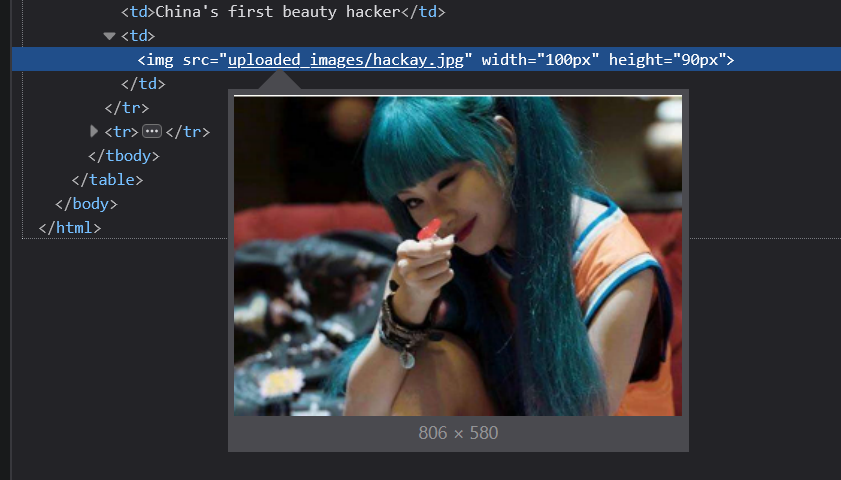 <td>China's first beauty hacker</td>
<td>
<img src="uploaded_images/hackay.jpg" width="100px" height="90px">
</td>
</tr>
<tr>…</tr>
</tbody>
</table>
</body>
</html>
806 × 580